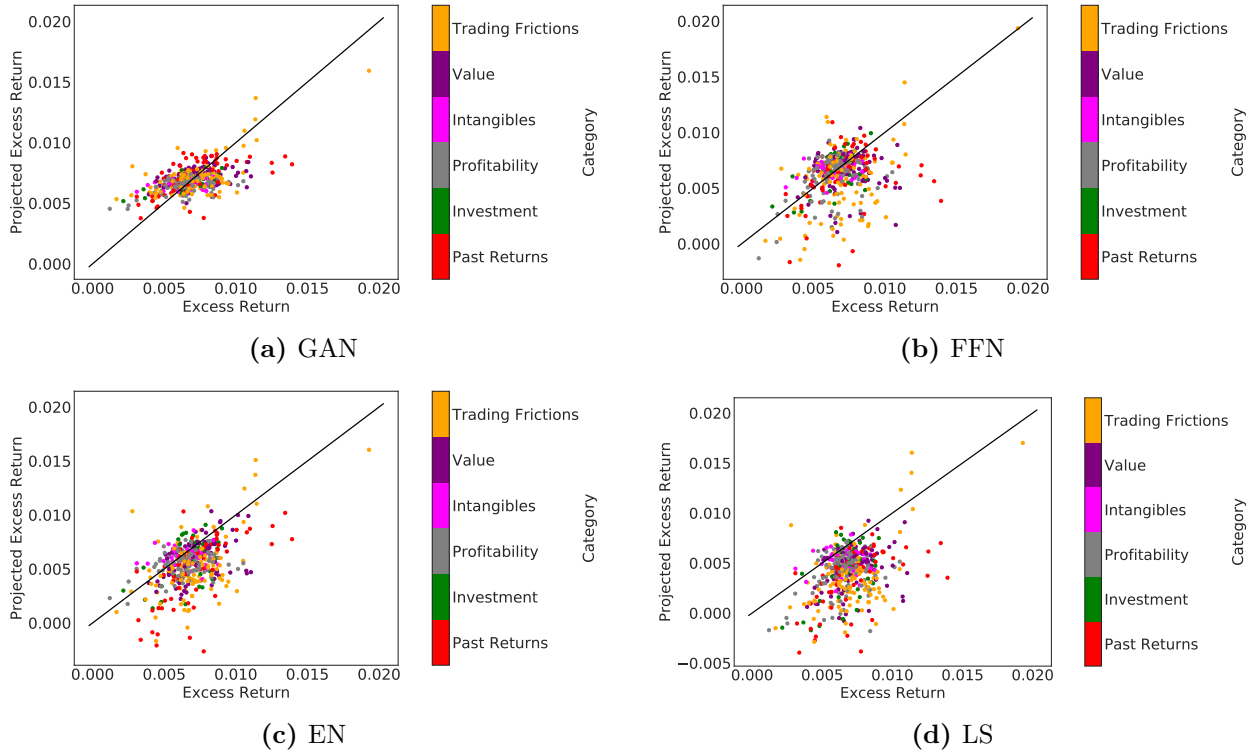 0.020
0.015
0.010
0.005
0.000
Projected Excess Return
0.000 0.005 0.010 0.015 0.020
Excess Return
Trading Frictions
Value
Intangibles
Profitability
Investment
Past Returns
Category
(a) GAN
0.020
0.015
0.010
0.005
0.000
Projected Excess Return
0.000 0.005 0.010 0.015 0.020
Excess Return
Trading Frictions
Value
Intangibles
Profitability
Investment
Past Returns
Category
(b) FFN
0.020
0.015
0.010
0.005
0.000
Projected Excess Return
0.000 0.005 0.010 0.015 0.020
Excess Return
Trading Frictions
Value
Intangibles
Profitability
Investment
Past Returns
Category
(c) EN
0.020
0.015
0.010
0.005
0.000
−0.005
Projected Excess Return
0.000 0.005 0.010 0.015 0.020
Excess Return
Trading Frictions
Value
Intangibles
Profitability
Investment
Past Returns
Category
(d) LS